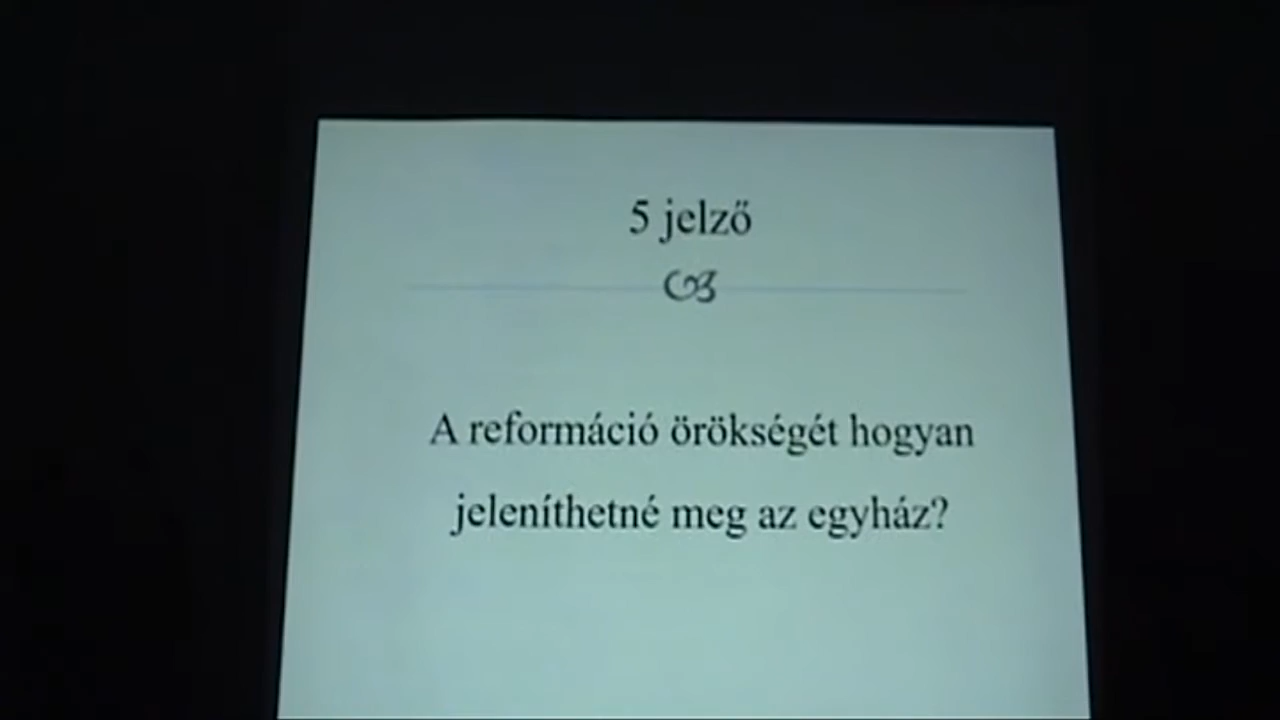 5 jelző
A reformáció örökségét hogyan
jeleníthetné meg az egyház?